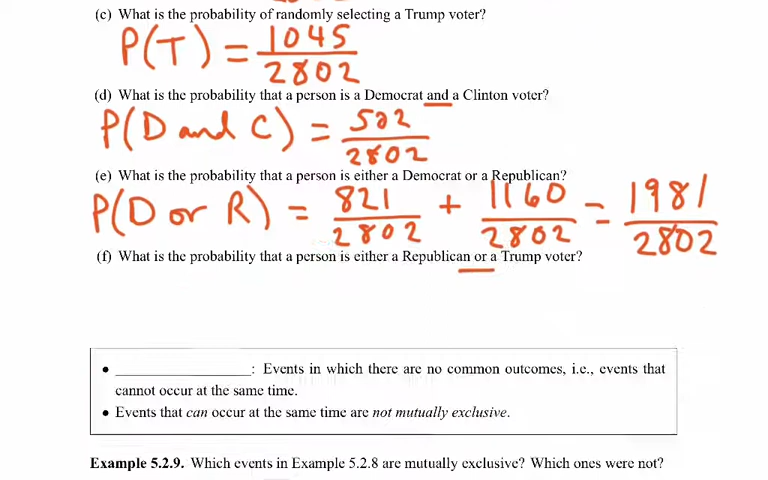 (c) What is the probability of randomly selecting a Trump voter?
P(T) = 1045/2802
(d) What is the probability that a person is a Democrat and a Clinton voter?
P(D and C) = 502/2802
(e) What is the probability that a person is either a Democrat or a Republican?
P(D or R) = 821/2802 + 1160/2802 = 1981/2802
(f) What is the probability that a person is either a Republican or a Trump voter?
• ____________________: Events in which there are no common outcomes, i.e., events that
cannot occur at the same time.
• Events that can occur at the same time are not mutually exclusive.
Example 5.2.9. Which events in Example 5.2.8 are mutually exclusive? Which ones were not?